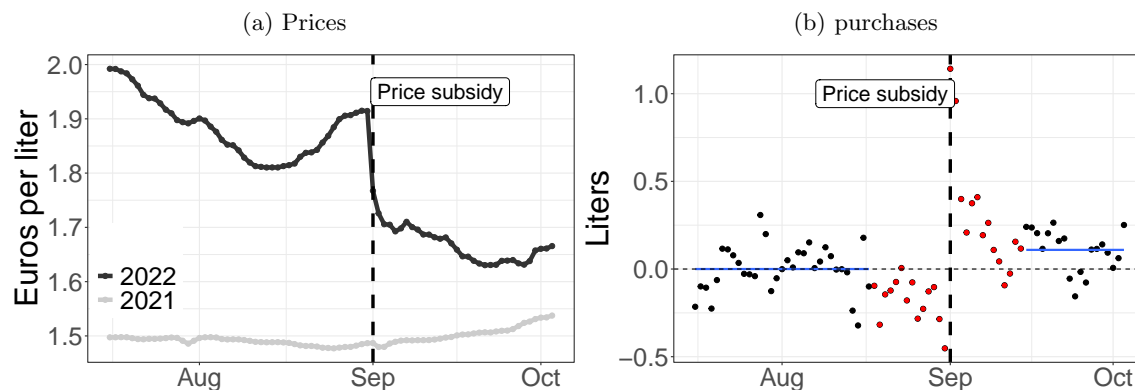 (a) Prices
(b) purchases
Euros per liter
2.0
1.9
1.8
1.7
1.6
1.5
Price subsidy
2022
2021
Aug
Sep
Oct
Liters
1.0
0.5
0.0
−0.5
Price subsidy
Aug
Sep
Oct